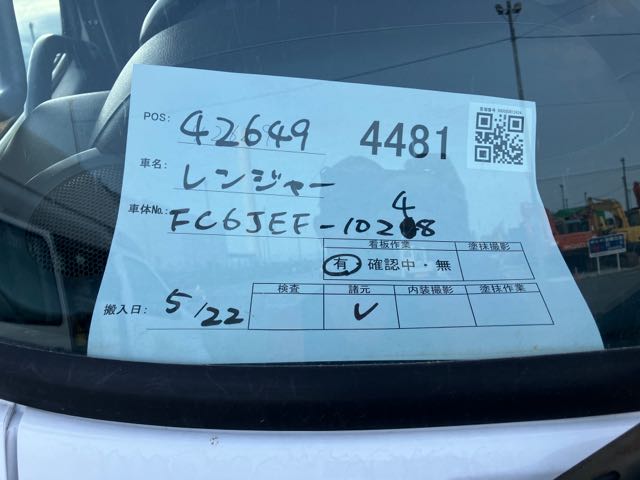 POS: 42649 4481
車名: レンジャー
車体No.: FC6JEF-10248
看板作業 塗抹撮影
有 確認中・無
検査 諸元 内装撮影 塗抹作業
搬入日: 5/22 レ